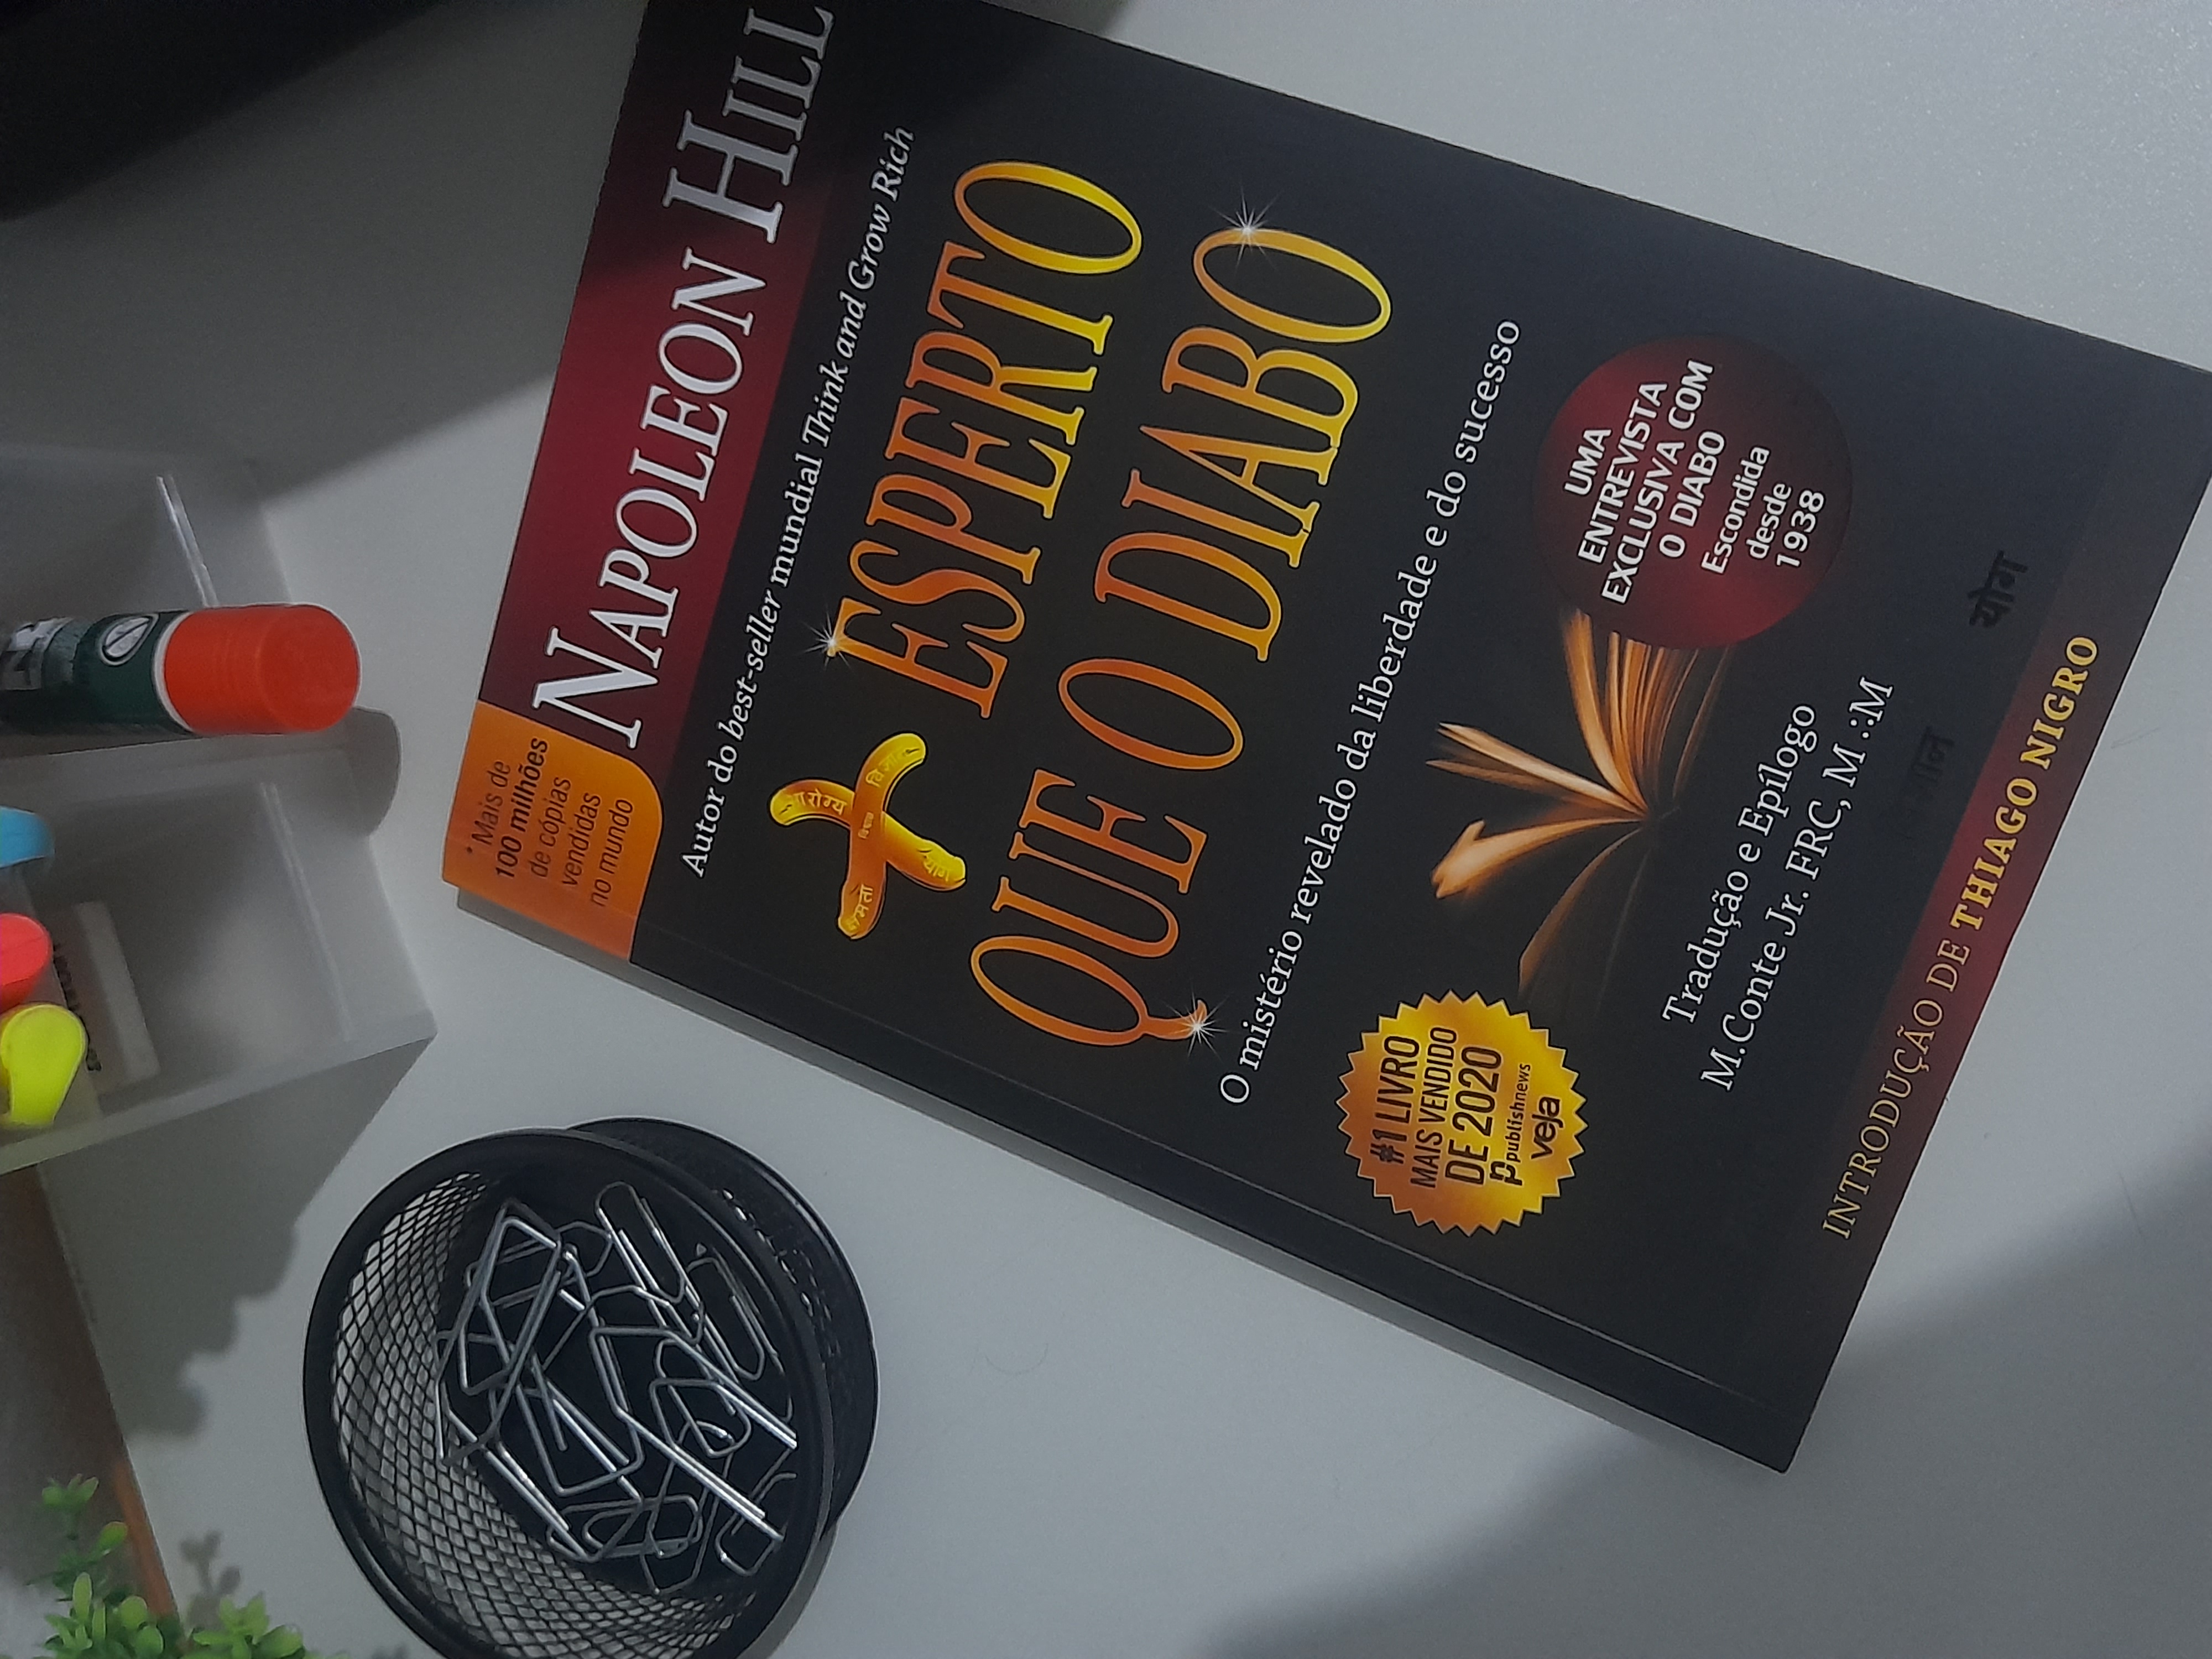 * Mais de
100 milhões
de cópias
vendidas
no mundo
NAPOLEON HILL
Autor do best-seller mundial Think and Grow Rich
+ ESPERTO
QUE O DIABO
O mistério revelado da liberdade e do sucesso
#1 LIVRO
MAIS VENDIDO
DE 2020
publishnews
veja
UMA
ENTREVISTA
EXCLUSIVA COM
O DIABO
Escondida
desde
1938
Tradução e Epílogo
M.Conte Jr. FRC, M.:M
योग
INTRODUÇÃO DE THIAGO NIGRO